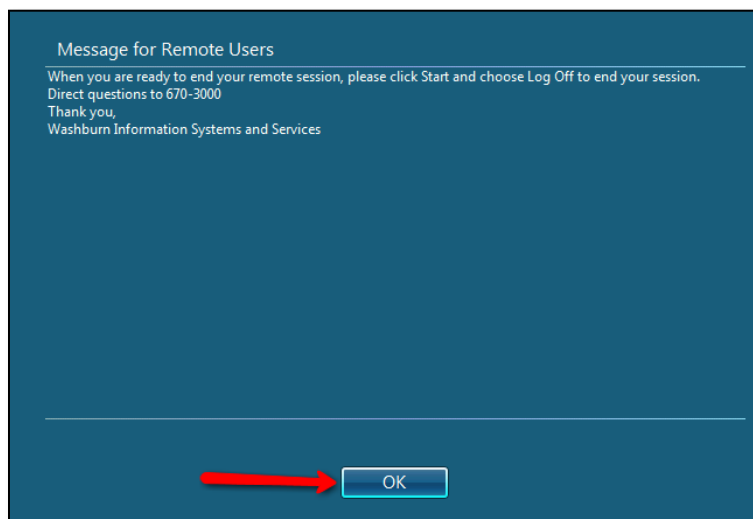 Message for Remote Users
When you are ready to end your remote session, please click Start and choose Log Off to end your session.
Direct questions to 670-3000
Thank you,
Washburn Information Systems and Services
OK